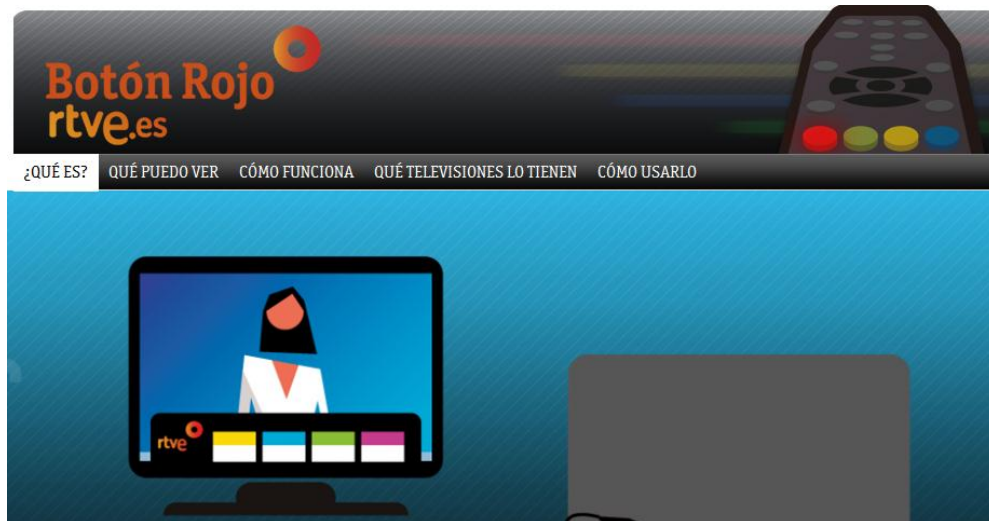 Botón Rojo
rtve.es
¿QUÉ ES? QUÉ PUEDO VER CÓMO FUNCIONA QUÉ TELEVISIONES LO TIENEN CÓMO USARLO
rtve